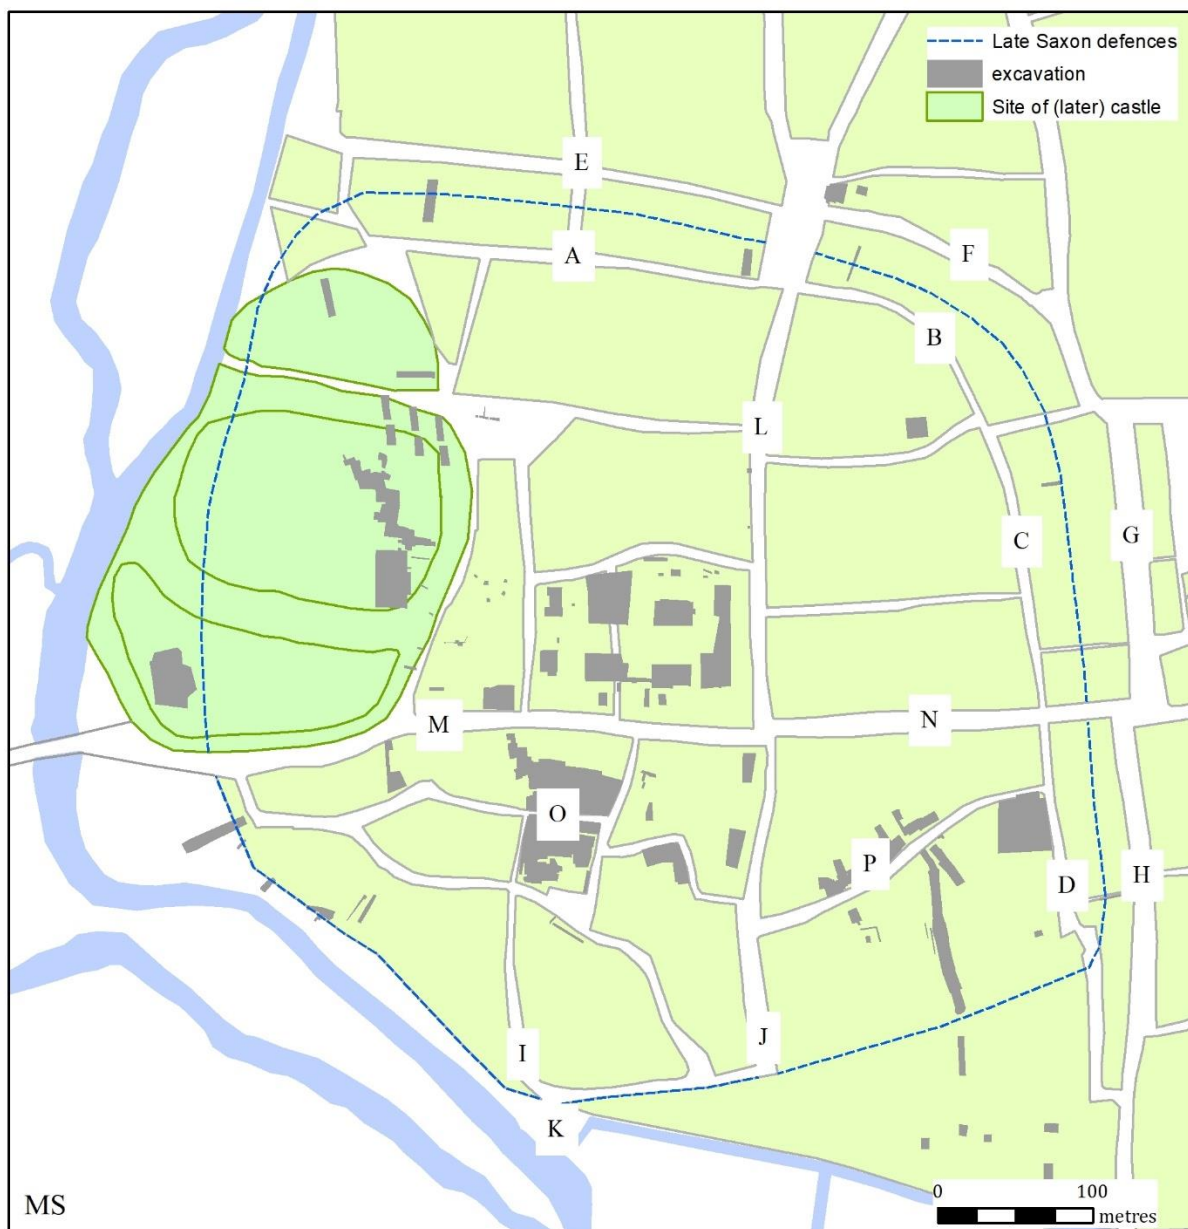 Late Saxon defences
excavation
Site of (later) castle
E
A
F
B
L
C
G
M
N
O
P
D
H
I
J
K
MS
0 100
metres